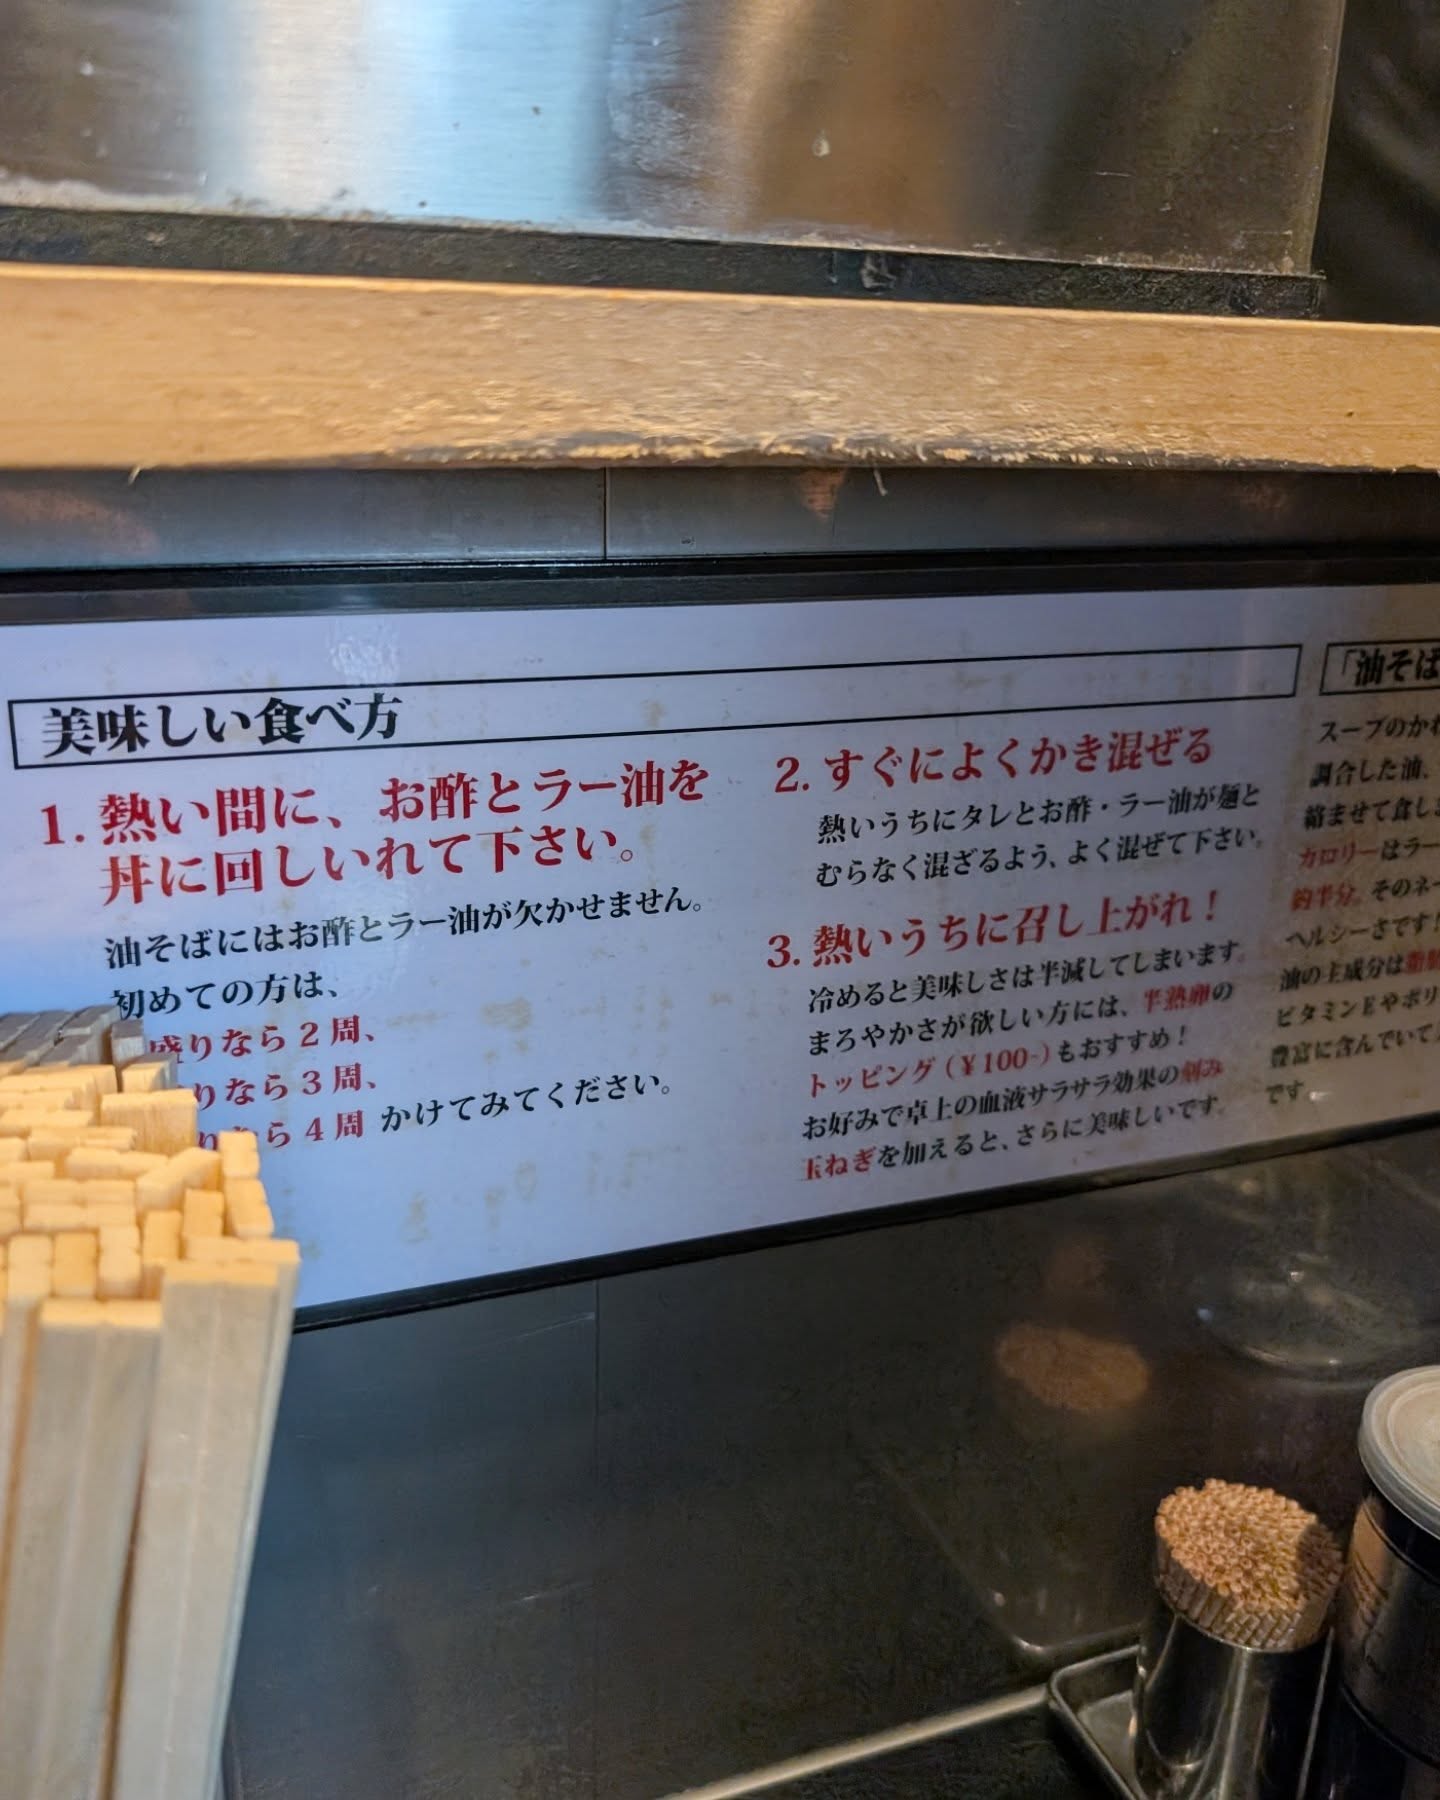 美味しい食べ方
1. 熱い間に、お酢とラー油を
丼に回しいれて下さい。
油そばにはお酢とラー油が欠かせません。
初めての方は、
盛りなら2周、
りなら3周、
なら4周 かけてみてください。
2. すぐによくかき混ぜる
熱いうちにタレとお酢・ラー油が麺と
むらなく混ざるよう、よく混ぜて下さい。
3. 熱いうちに召し上がれ！
冷めると美味しさは半減してしまいます。
まろやかさが欲しい方には、半熟卵の
トッピング(￥100-)もおすすめ！
お好みで卓上の血液サラサラ効果の刻み
玉ねぎを加えると、さらに美味しいです。
「油そば
スープのかわ
調合した油、
絡ませて食し
カロリーはラー
的半分。そのネー
ヘルシーさです！
油の主成分は
ビタミンEやポリ
豊富に含んでいて
です。